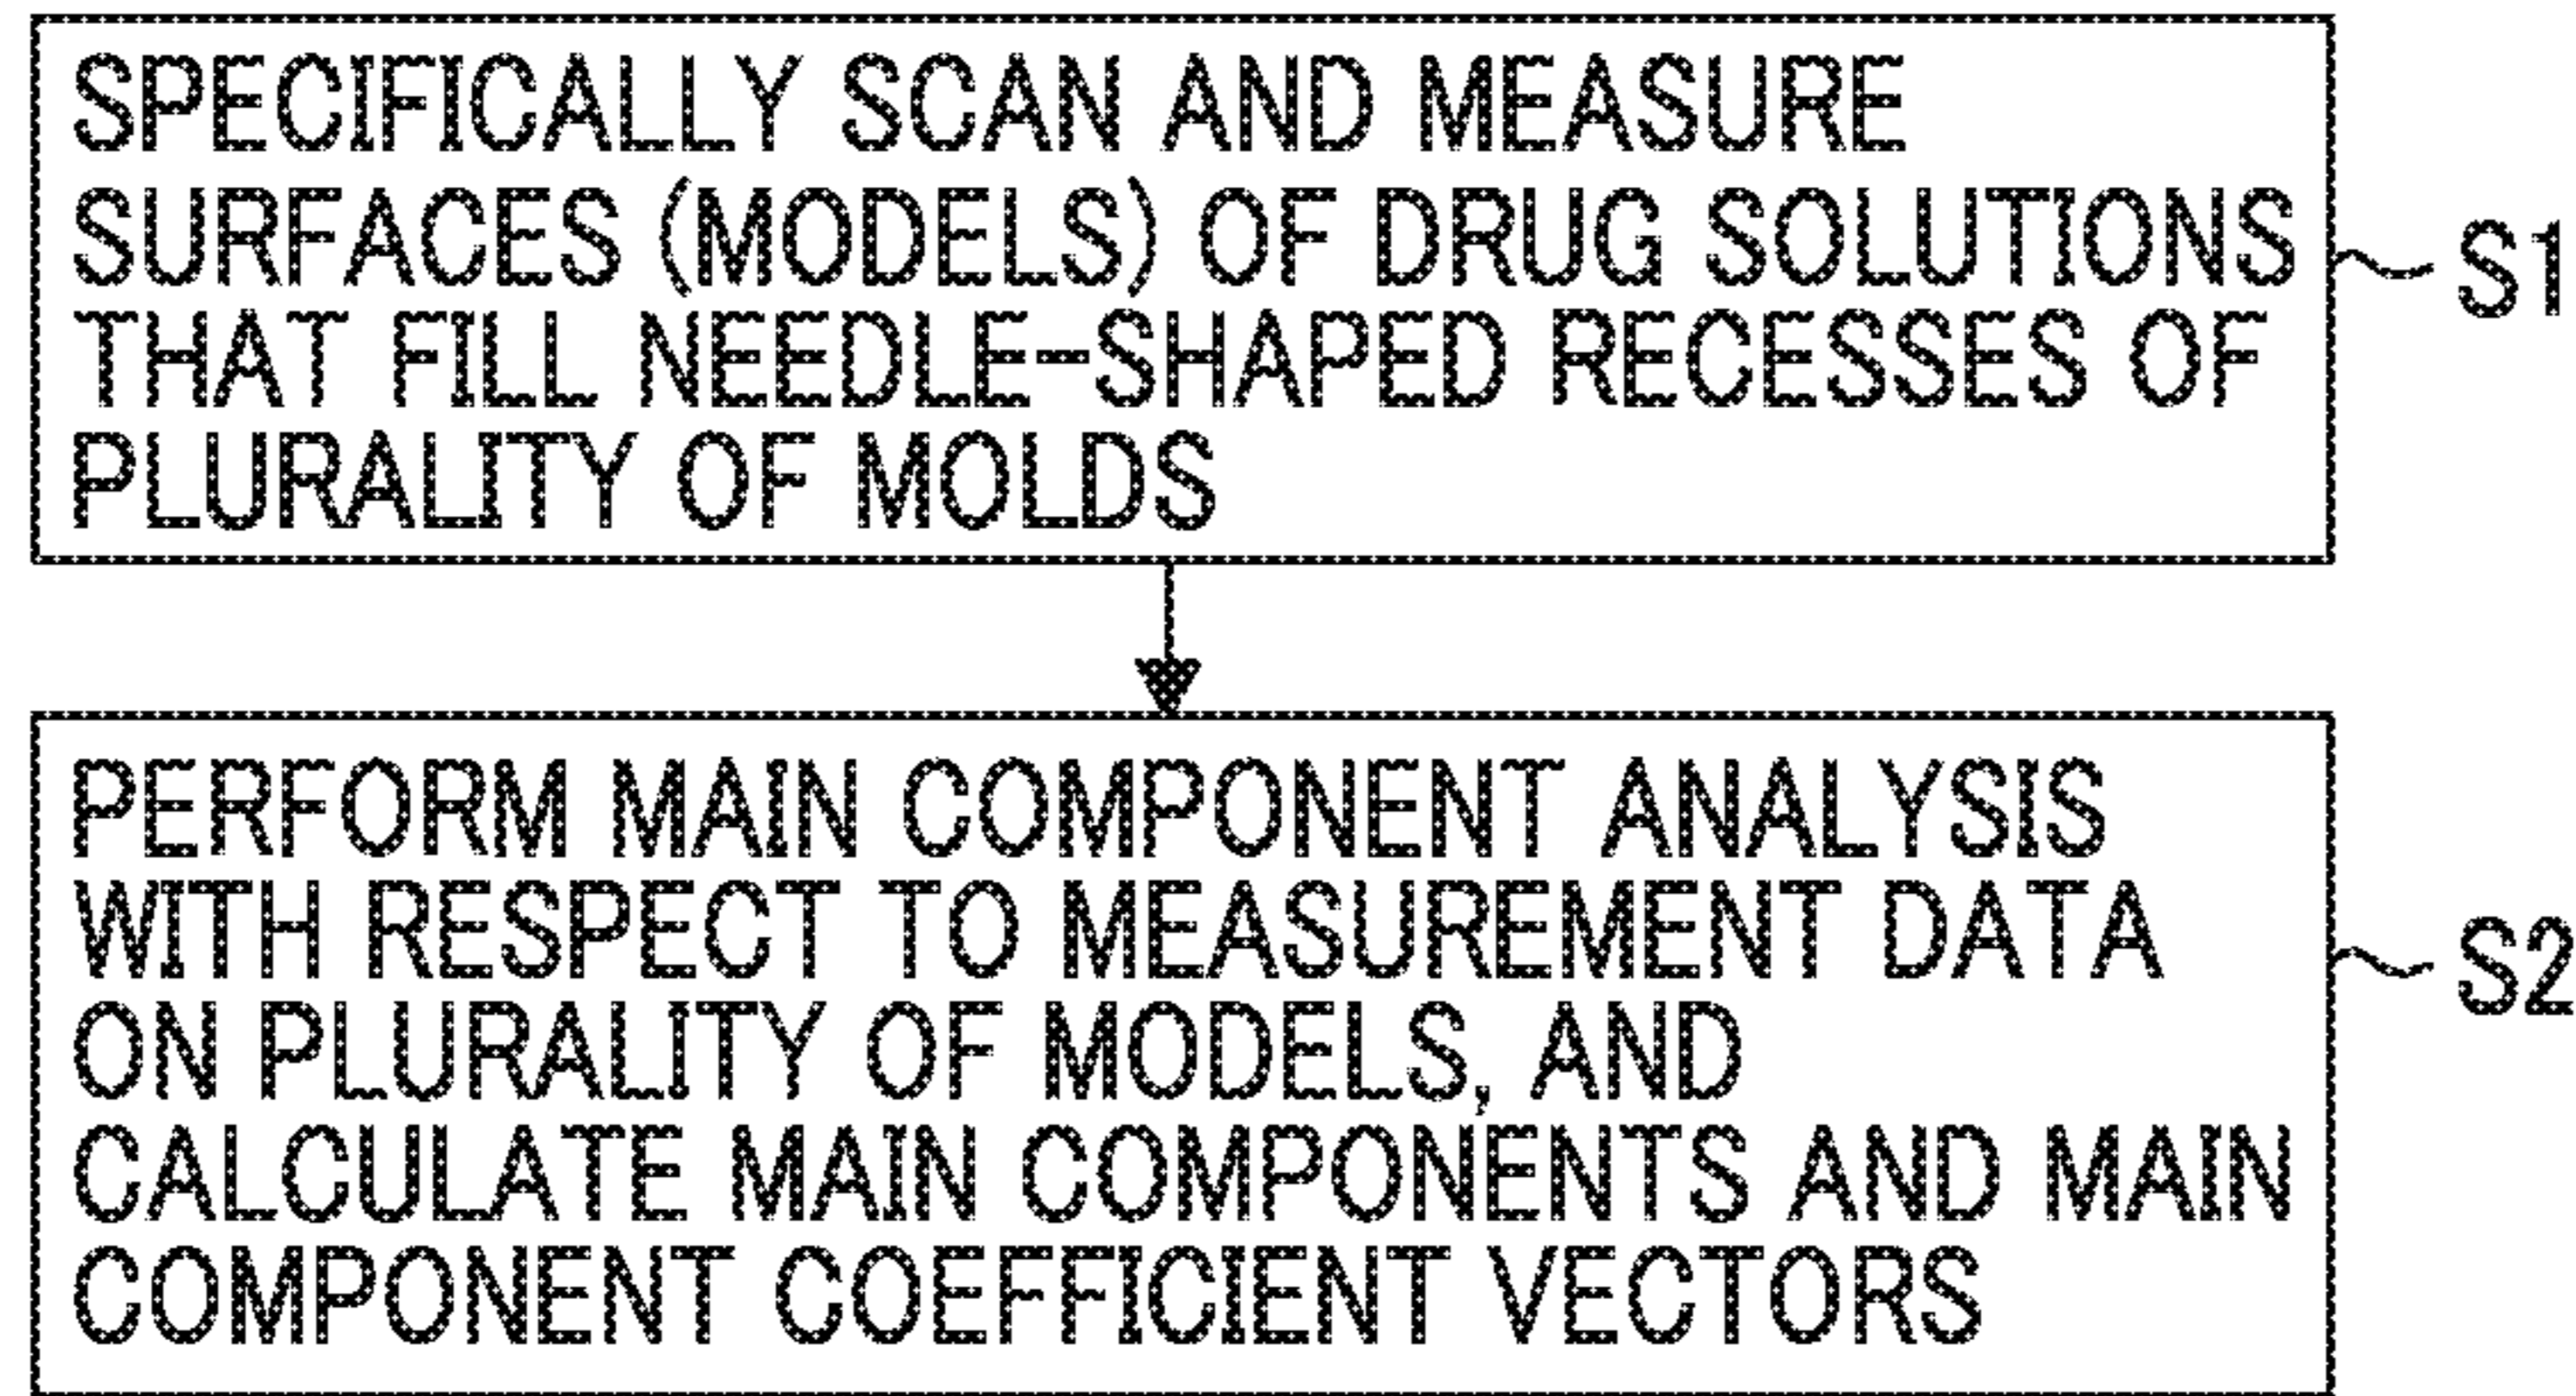 SPECIFICALLY SCAN AND MEASURE
SURFACES (MODELS) OF DRUG SOLUTIONS
THAT FILL NEEDLE-SHAPED RECESSES OF
PLURALITY OF MOLDS
S1
PERFORM MAIN COMPONENT ANALYSIS
WITH RESPECT TO MEASUREMENT DATA
ON PLURALITY OF MODELS, AND
CALCULATE MAIN COMPONENTS AND MAIN
COMPONENT COEFFICIENT VECTORS
S2